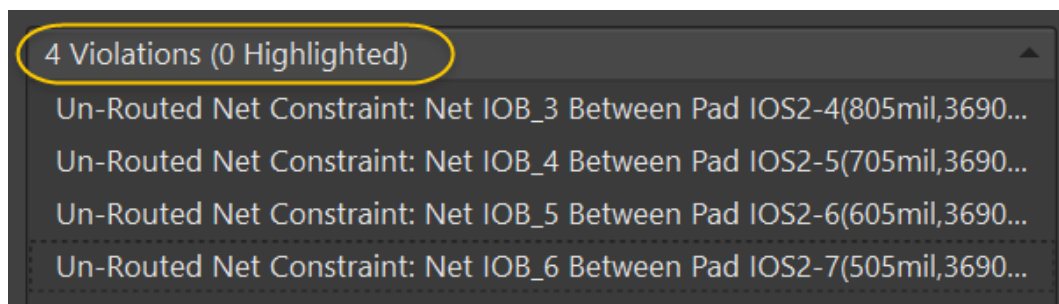 4 Violations (0 Highlighted)
Un-Routed Net Constraint: Net IOB_3 Between Pad IOS2-4(805mil,3690...
Un-Routed Net Constraint: Net IOB_4 Between Pad IOS2-5(705mil,3690...
Un-Routed Net Constraint: Net IOB_5 Between Pad IOS2-6(605mil,3690...
Un-Routed Net Constraint: Net IOB_6 Between Pad IOS2-7(505mil,3690...